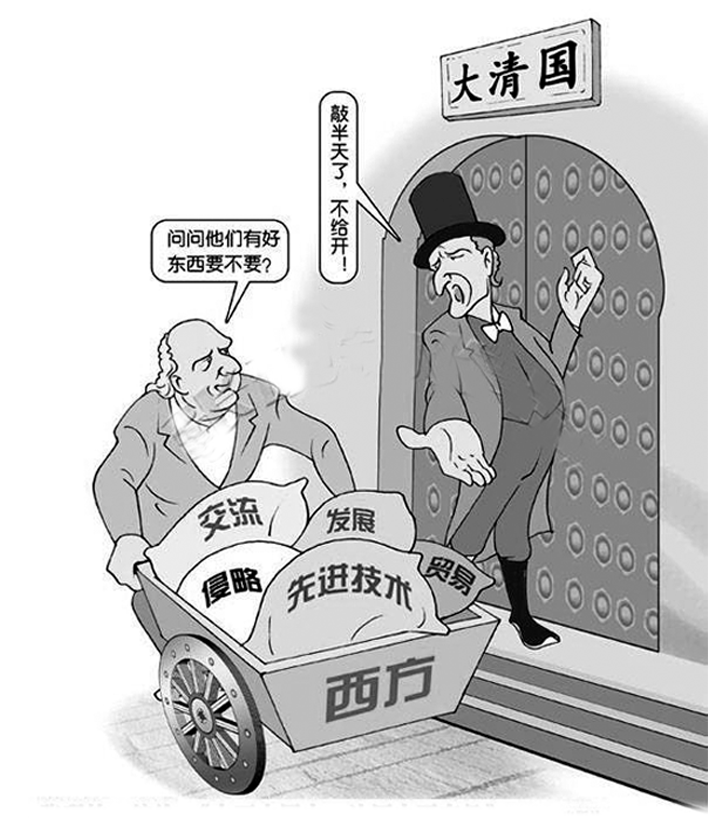 大清国
敲半天了，不给开！
问问他们有好
东西要不要？
交流
发展
侵略
先进技术
贸易
西方